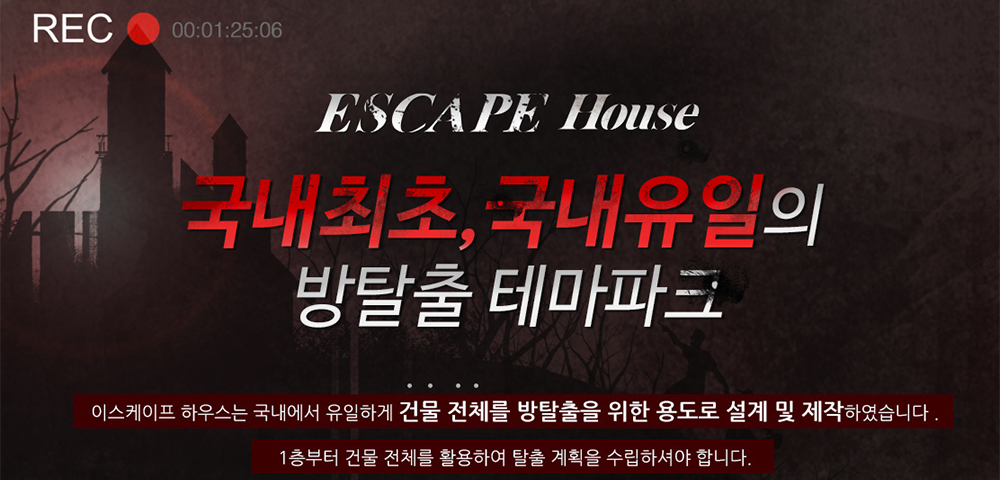 REC 00:01:25:06
ESCAPE House
국내최초, 국내유일의
방탈출 테마파크
이스케이프 하우스는 국내에서 유일하게 건물 전체를 방탈출을 위한 용도로 설계 및 제작하였습니다 .
1층부터 건물 전체를 활용하여 탈출 계획을 수립하셔야 합니다.